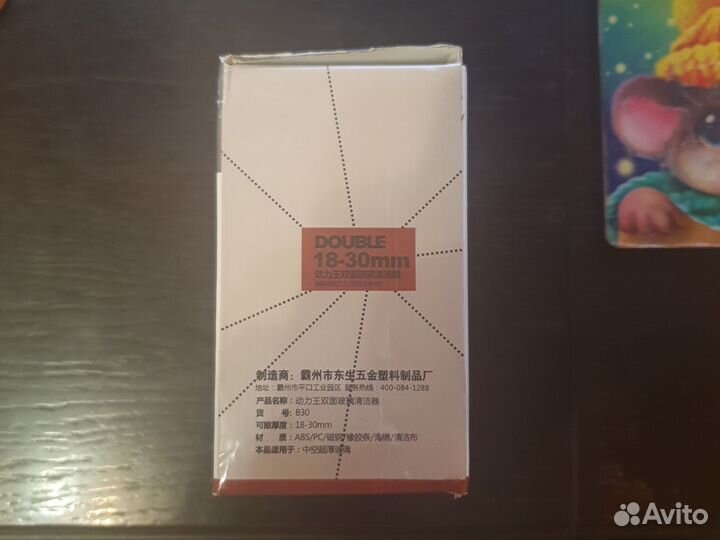 DOUBLE
18-30mm
动力王双面玻璃清洁器
制造商：霸州市东生五金塑料制品厂
地址：霸州市平口工业园区 服务热线：400-084-1288
产品名称：动力王双面玻璃清洁器
货 号：B30
可擦厚度：18-30mm
材 质：ABS/PC/磁钢/橡胶条/海绵/清洁布
本品适用于：中空超厚玻璃
Avito